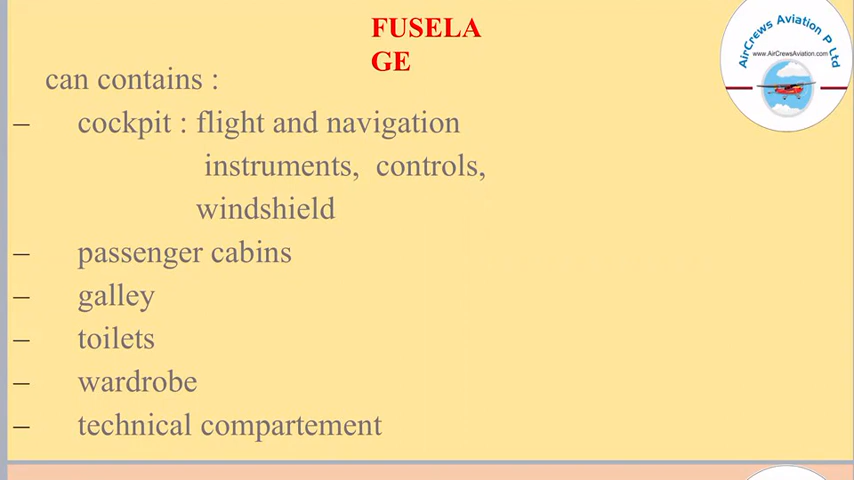 FUSELA
GE
can contains :
– cockpit : flight and navigation
instruments, controls,
windshield
– passenger cabins
– galley
– toilets
– wardrobe
– technical compartement
AirCrews Aviation P Ltd
www.AirCrewsAviation.com